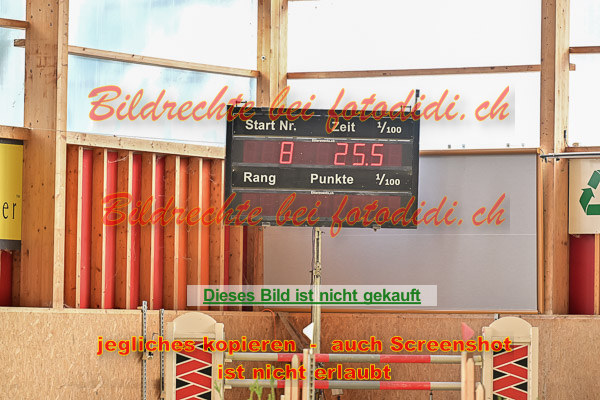 Bildrechte bei fotodidi.ch
Start Nr. Zeit 1/100
8 25.5
Rang Punkte 1/100
er
Bildrechte bei fotodidi.ch
Dieses Bild ist nicht gekauft
jegliches kopieren - auch Screenshot
ist nicht erlaubt